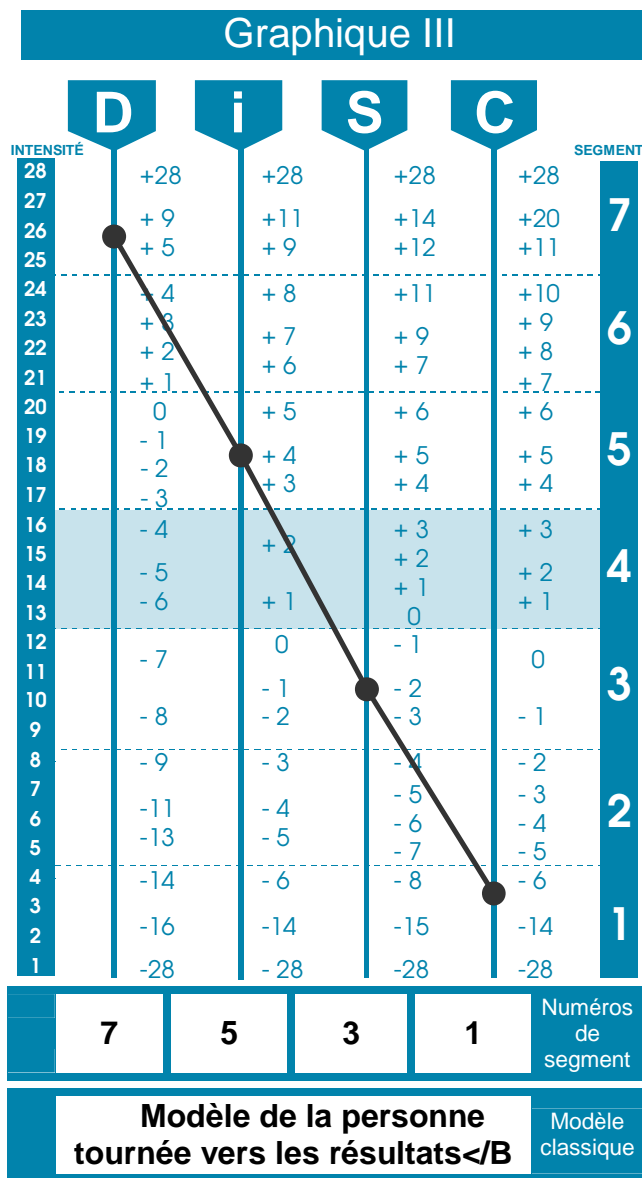 Graphique III
D i S C
INTENSITÉ SEGMENT
28 +28 +28 +28 +28
27
+ 9 +11 +14 +20 7
26
+ 5 + 9 +12 +11
25
24 + 4 + 8 +11 +10
23 + 3 + 7 + 9 + 9 6
22 + 2 + 6 + 7 + 8
21 + 1 + 7
20 0 + 5 + 6 + 6
19 - 1 + 4 + 5 + 5 5
18 - 2 + 3 + 4 + 4
17 - 3
16 - 4 + 2 + 3 + 3
15 + 2 4
14 - 5 + 1 + 1 + 2
13 - 6 0 + 1
12 - 7 0 - 1 0
11 3
10 - 1 - 2
9 - 8 - 2 - 3 - 1
8 - 9 - 3 - 4 - 2
7 - 5 - 3
6 -11 - 4 - 6 - 4 2
5 -13 - 5 - 7 - 5
4 -14 - 6 - 8 - 6
3 1
2 -16 -14 -15 -14
1 -28 - 28 -28 -28
7 5 3 1
Numéros
de
segment
Modèle de la personne
tournée vers les résultats</B
Modèle
classique